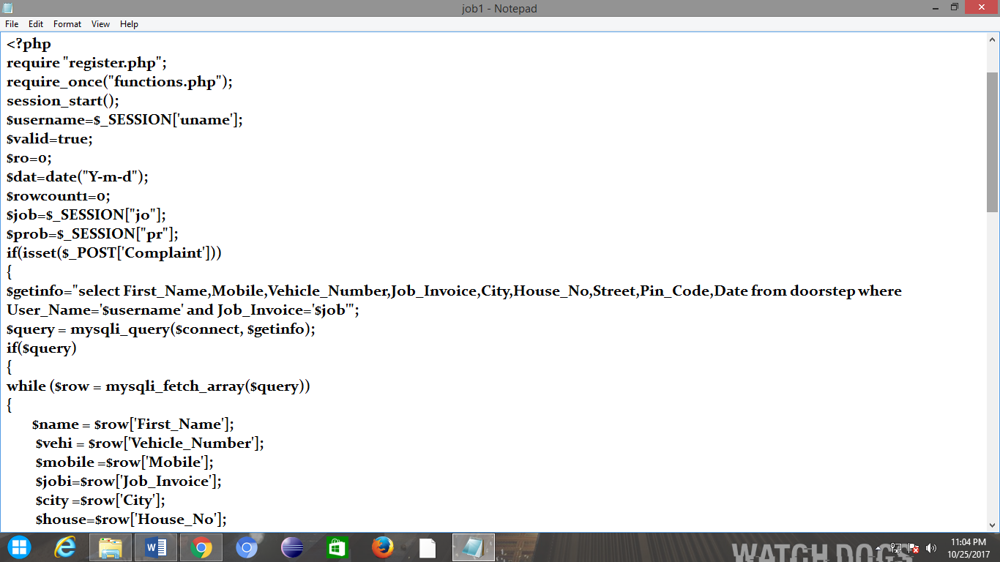 job1 - Notepad
File Edit Format View Help
<?php
require "register.php";
require_once("functions.php");
session_start();
$username=$_SESSION['uname'];
$valid=true;
$ro=0;
$dat=date("Y-m-d");
$rowcount1=0;
$job=$_SESSION["jo"];
$prob=$_SESSION["pr"];
if(isset($_POST['Complaint']))
{
$getinfo="select First_Name,Mobile,Vehicle_Number,Job_Invoice,City,House_No,Street,Pin_Code,Date from doorstep where
User_Name='$username' and Job_Invoice='$job'";
$query = mysqli_query($connect, $getinfo);
if($query)
{
while ($row = mysqli_fetch_array($query))
{
$name = $row['First_Name'];
$vehi = $row['Vehicle_Number'];
$mobile =$row['Mobile'];
$jobi=$row['Job_Invoice'];
$city =$row['City'];
$house=$row['House_No'];
WATCH DOGS
11:04 PM
10/25/2017